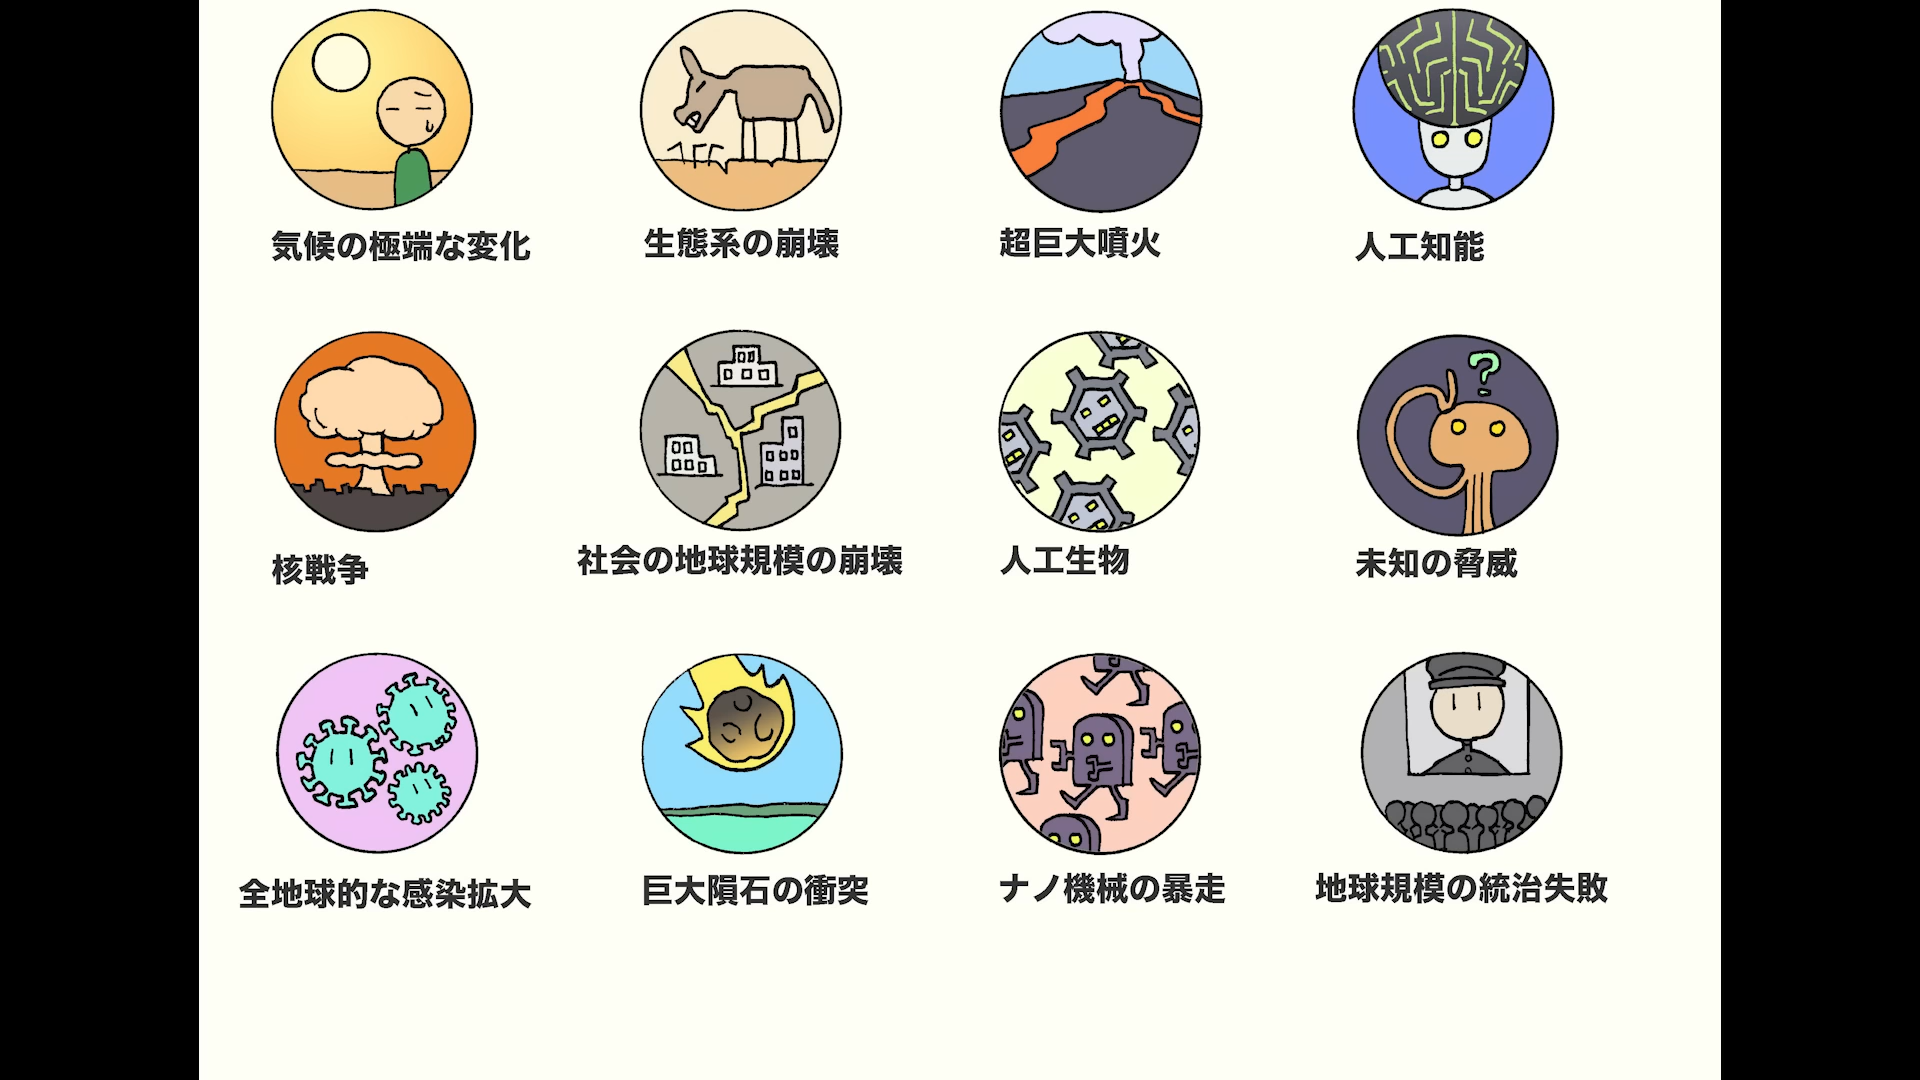 気候の極端な変化
生態系の崩壊
超巨大噴火
人工知能
?
核戦争
社会の地球規模の崩壊
人工生物
未知の脅威
全地球的な感染拡大
巨大隕石の衝突
ナノ機械の暴走
地球規模の統治失敗